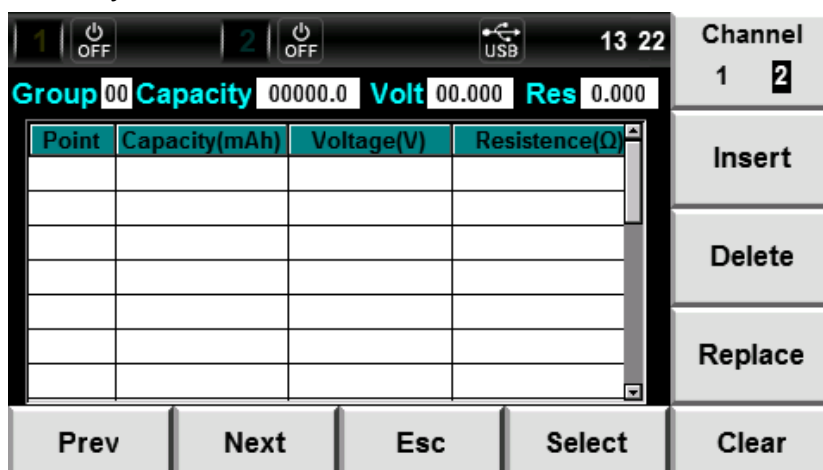 1 OFF 2 OFF USB 13 22
Channel
1 2
Group 00 Capacity 00000.0 Volt 00.000 Res 0.000
Point Capacity(mAh) Voltage(V) Resistence(Ω)
Insert
Delete
Replace
Prev Next Esc Select Clear